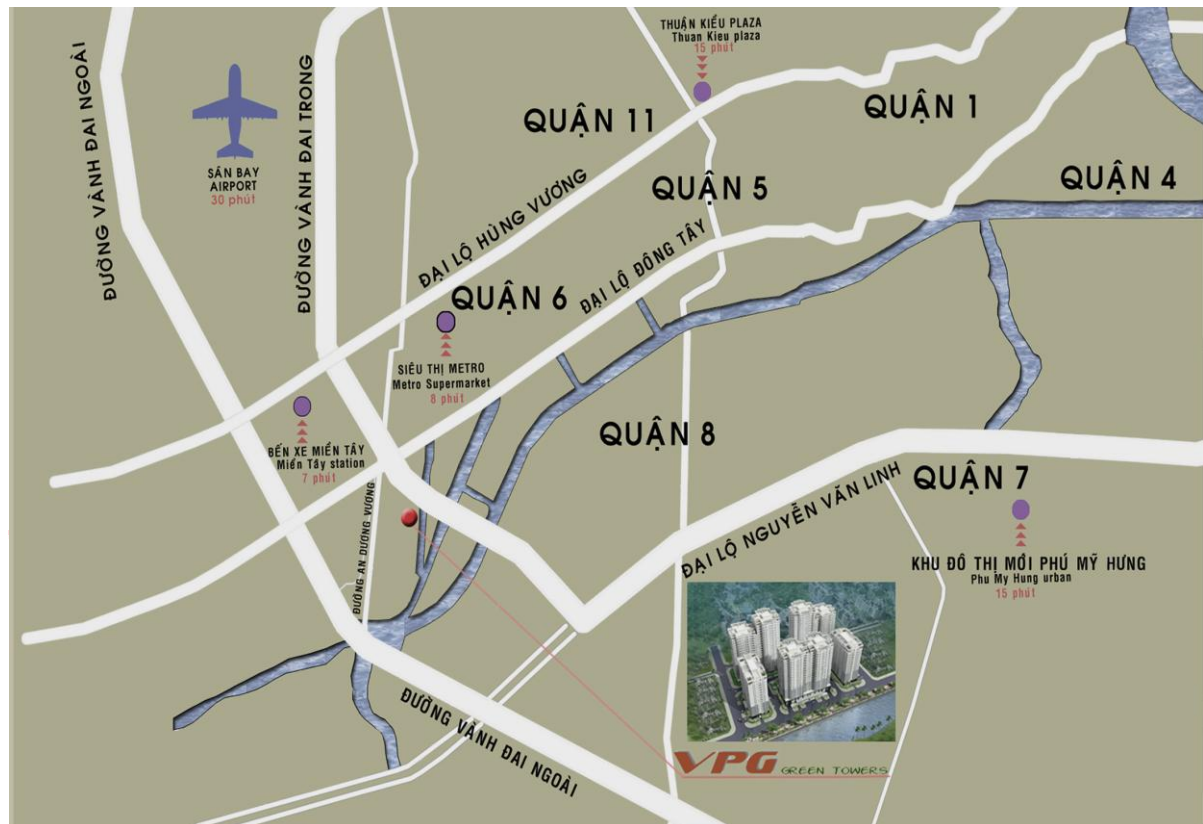 THUẬN KIỀU PLAZA
Thuan Kieu plaza
15 phút
ĐƯỜNG VÀNH ĐAI NGOÀI
ĐƯỜNG VÀNH ĐAI TRONG
SÂN BAY
AIRPORT
30 phút
QUẬN 11
QUẬN 1
QUẬN 5
QUẬN 4
ĐẠI LỘ HÙNG VƯƠNG
ĐẠI LỘ ĐÔNG TÂY
QUẬN 6
SIÊU THỊ METRO
Metro Supermarket
8 phút
BẾN XE MIỀN TÂY
Miền Tây station
7 phút
QUẬN 8
QUẬN 7
ĐẠI LỘ NGUYỄN VĂN LINH
ĐƯỜNG AN DƯƠNG VƯƠNG
KHU ĐÔ THỊ MỚI PHÚ MỸ HƯNG
Phu My Hung urban
15 phút
ĐƯỜNG VÀNH ĐAI NGOÀI
VPG GREEN TOWERS